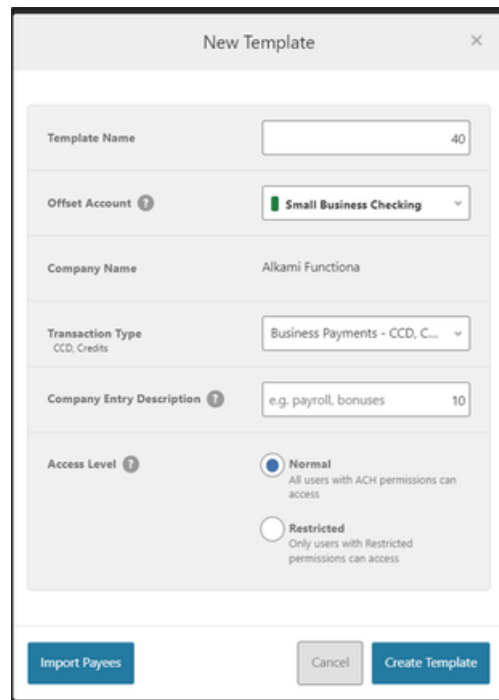 New Template
×
Template Name
40
Offset Account ?
Small Business Checking
Company Name
Alkami Functiona
Transaction Type
CCD, Credits
Business Payments - CCD, C...
Company Entry Description ?
e.g. payroll, bonuses
10
Access Level ?
Normal
All users with ACH permissions can
access
Restricted
Only users with Restricted
permissions can access
Import Payees
Cancel
Create Template